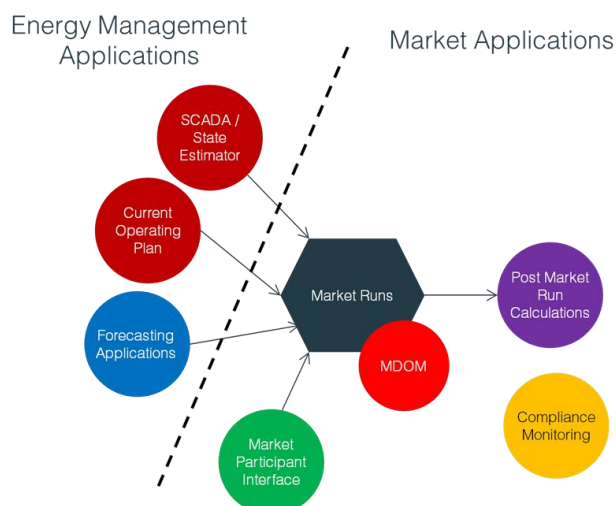 Energy Management
Applications
Market Applications
SCADA /
State
Estimator
Current
Operating
Plan
Forecasting
Applications
Market Runs
MDOM
Market
Participant
Interface
Post Market
Run
Calculations
Compliance
Monitoring